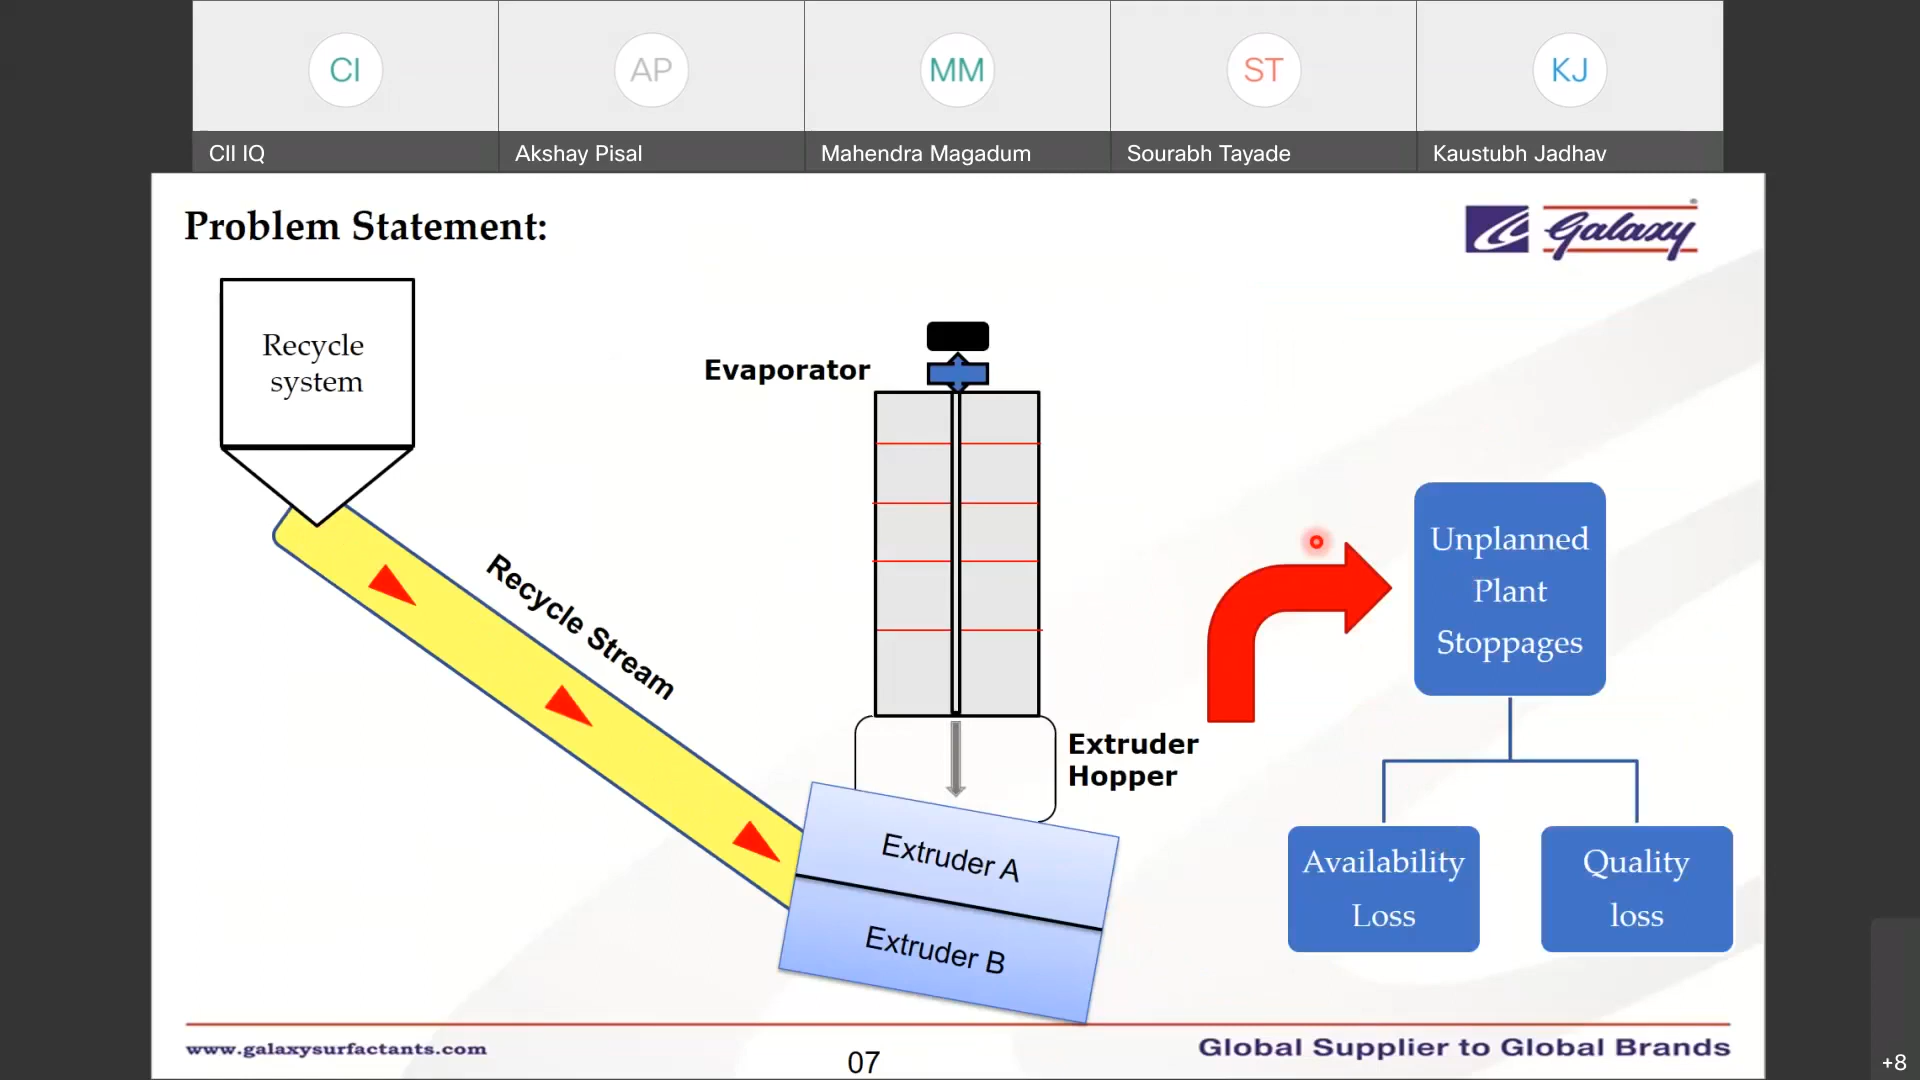 CI
AP
MM
ST
KJ
CII IQ
Akshay Pisal
Mahendra Magadum
Sourabh Tayade
Kaustubh Jadhav
Problem Statement:
Galaxy
Recycle
system
Evaporator
Recycle Stream
Unplanned
Plant
Stoppages
Extruder
Hopper
Extruder A
Extruder B
Availability
Loss
Quality
loss
www.galaxysurfactants.com
07
Global Supplier to Global Brands
+8